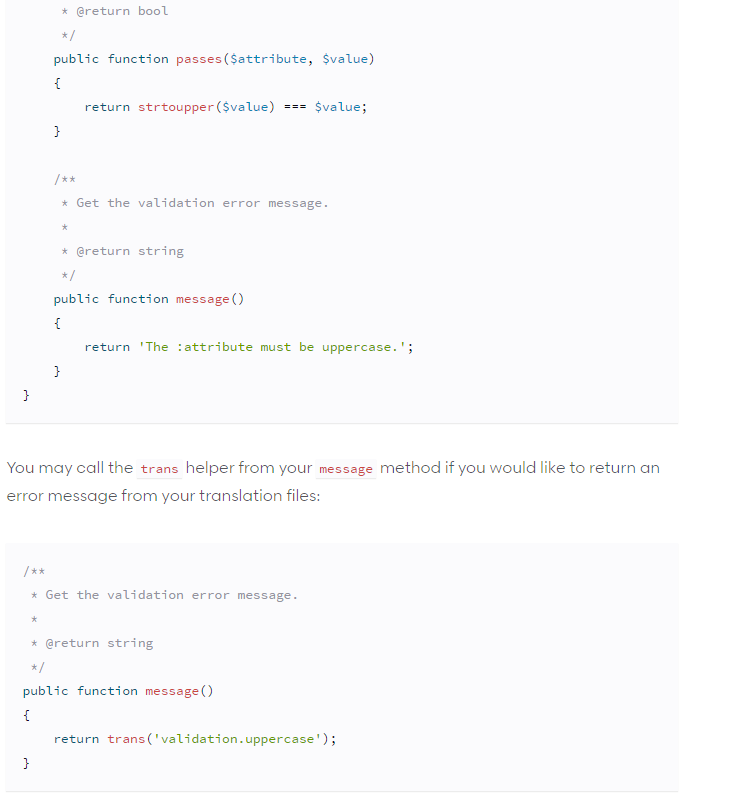 * @return bool
     */
    public function passes($attribute, $value)
    {
        return strtoupper($value) === $value;
    }
    /**
     * Get the validation error message.
     *
     * @return string
     */
    public function message()
    {
        return 'The :attribute must be uppercase.';
    }
}
You may call the trans helper from your message method if you would like to return an
error message from your translation files:
/**
 * Get the validation error message.
 *
 * @return string
 */
public function message()
{
    return trans('validation.uppercase');
}